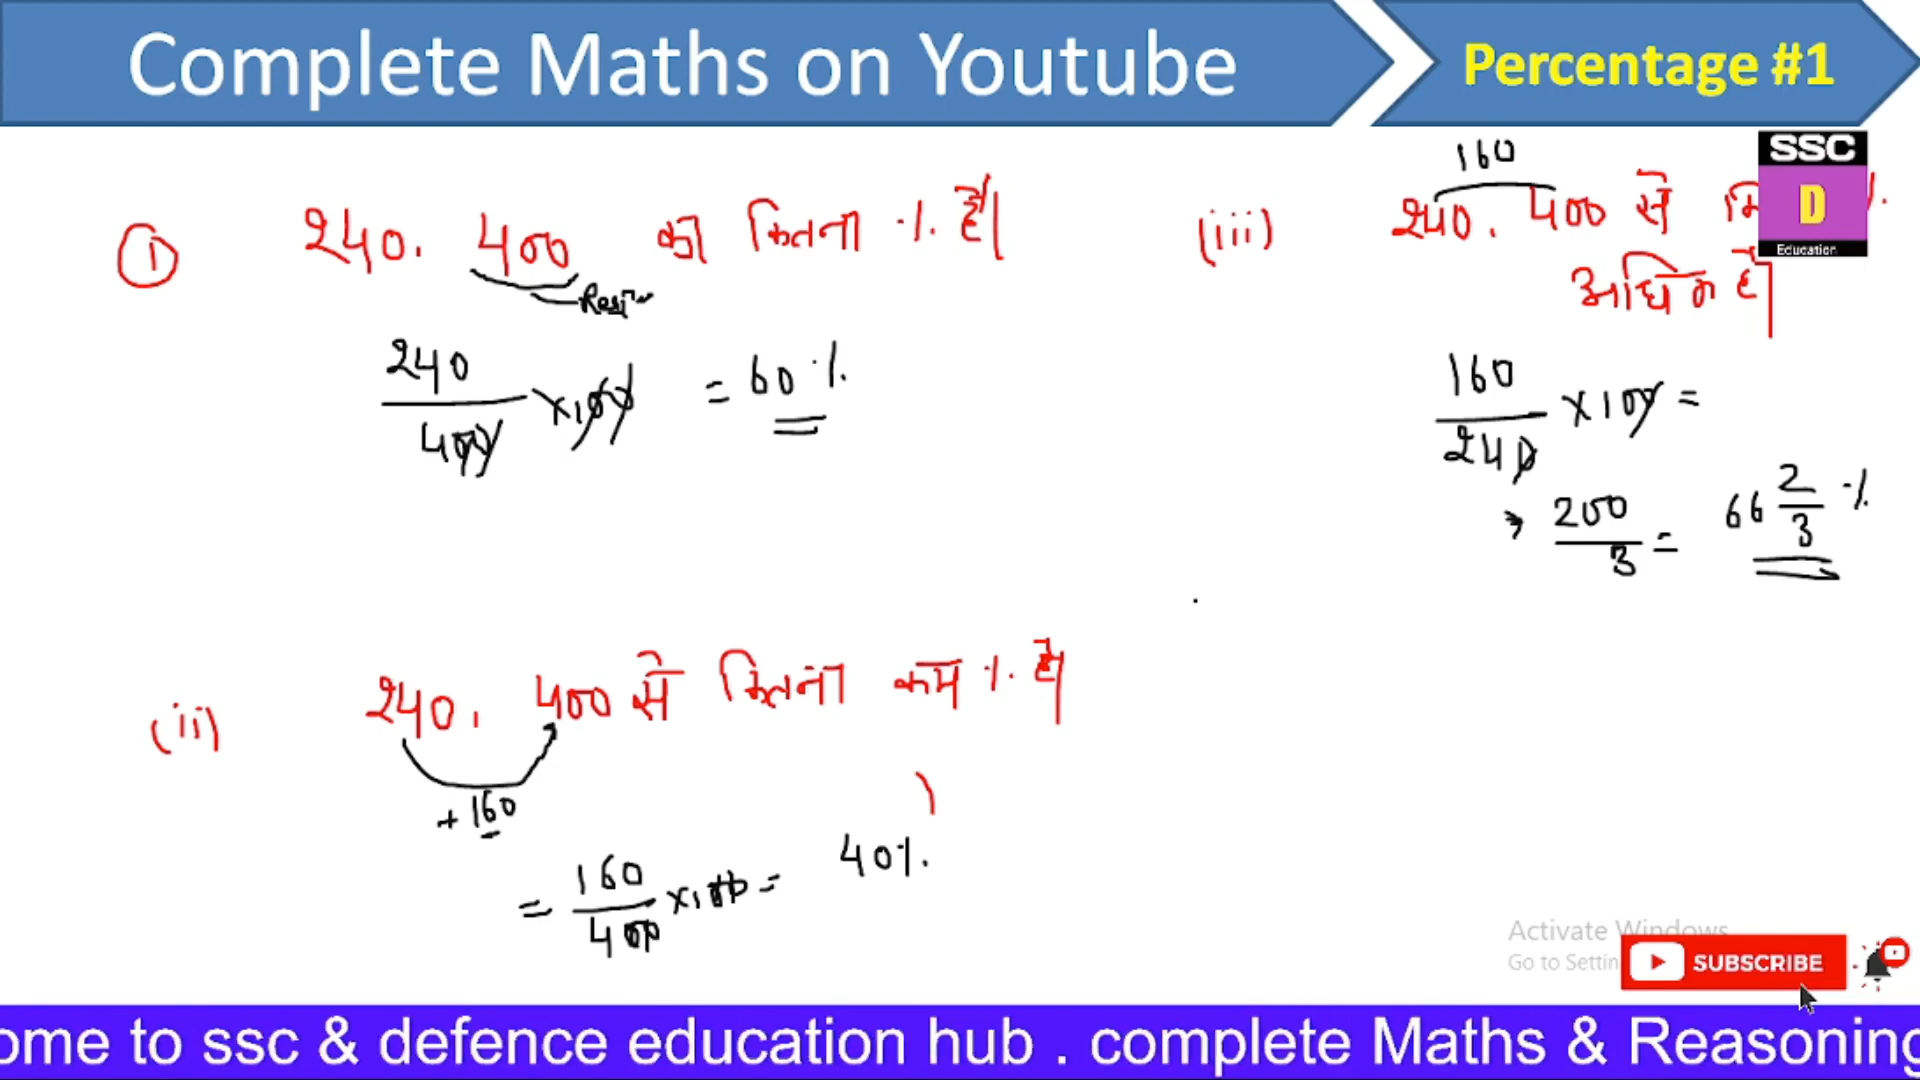 Complete Maths on Youtube
Percentage #1
SSC
D
Education
① 240. 400 का कितना %. है।
240
400 ×100 = 60 %
(ii) 240. 400 से कितना कम %. है।
+ 160
= 160
400 ×100 = 40%.
160
(iii) 240. 400 से %.
अधिक है।
160
240 ×100 =
200
3 = 66 2/3 %
Activate Windows
Go to Settin
SUBSCRIBE
ome to ssc & defence education hub . complete Maths & Reasoning